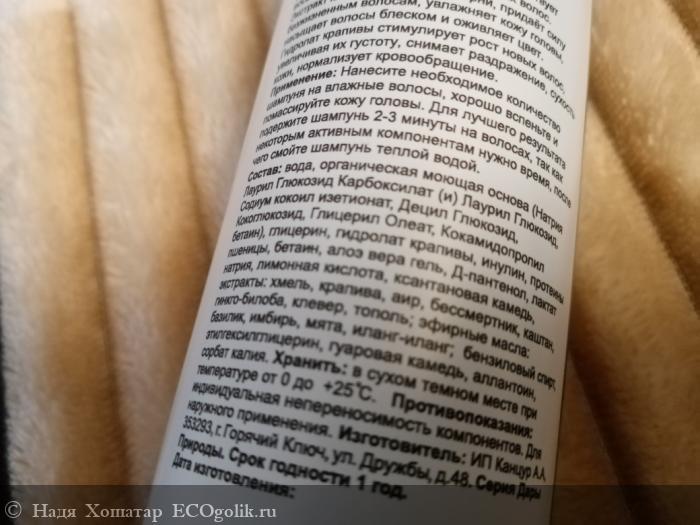 Экстракт
безжизненным волосам, увлажняет кожу головы,
насыщает волосы блеском и оживляет цвет.
Гидролат крапивы стимулирует рост новых волос,
увеличивая их густоту, снимает раздражение, сухость
кожи, нормализует кровообращение.
Применение: Нанесите необходимое количество
шампуня на влажные волосы, хорошо вспеньте и
помассируйте кожу головы. Для лучшего результата
подержите шампунь 2-3 минуты на волосах, так как
некоторым активным компонентам нужно время, после
чего смойте шампунь теплой водой.
Состав: вода, органическая моющая основа (Натрия
Лаурил Глюкозид Карбоксилат (и) Лаурил Глюкозид,
Содиум кокоил изетионат, Децил Глюкозид,
Кокоглюкозид, Глицерил Олеат, Кокамидопропил
бетаин), глицерин, гидролат крапивы, инулин, протеины
пшеницы, бетаин, алоэ вера гель, Д-пантенол, лактат
натрия, лимонная кислота, ксантановая камедь,
экстракты: хмель, крапива, аир, бессмертник, каштан,
гинкго-билоба, клевер, тополь; эфирные масла:
базилик, имбирь, мята, иланг-иланг; бензиловый спирт,
этилгексилглицерин, гуаровая камедь, аллантоин,
сорбат калия. Хранить: в сухом темном месте при
температуре от 0 до +25°С. Противопоказания:
индивидуальная непереносимость компонентов. Для
наружного применения. Изготовитель: ИП Канцур А.А.
353293, г. Горячий Ключ, ул. Дружбы, д.48. Серия Дары
Природы. Срок годности 1 год.
Дата изготовления:
© Надя Хошатар ECOgolik.ru